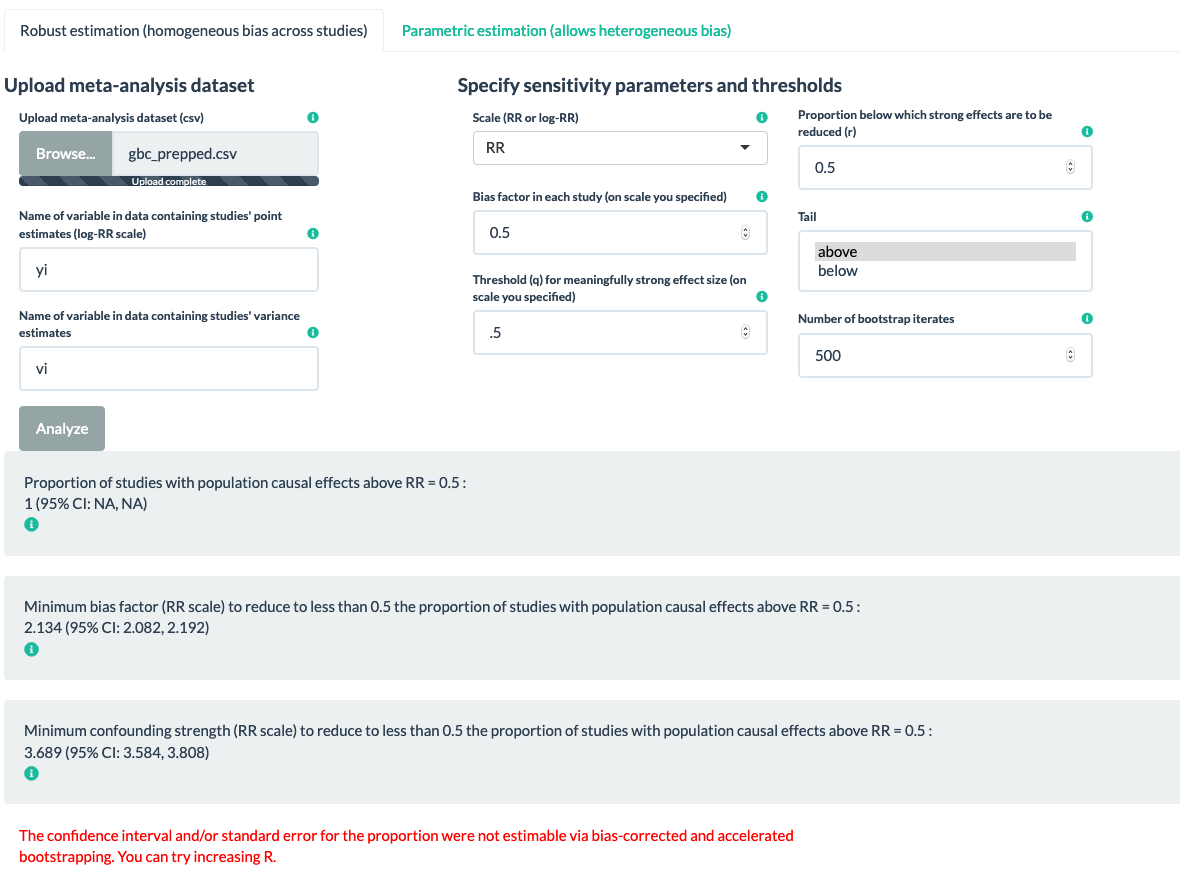 Robust estimation (homogeneous bias across studies)
Parametric estimation (allows heterogeneous bias)
Upload meta-analysis dataset
Upload meta-analysis dataset (csv)
Browse...
gbc_prepped.csv
Upload complete
Name of variable in data containing studies' point
estimates (log-RR scale)
yi
Name of variable in data containing studies' variance
estimates
vi
Analyze
Specify sensitivity parameters and thresholds
Scale (RR or log-RR)
RR
Bias factor in each study (on scale you specified)
0.5
Threshold (q) for meaningfully strong effect size (on
scale you specified)
.5
Proportion below which strong effects are to be
reduced (r)
0.5
Tail
above
below
Number of bootstrap iterates
500
Proportion of studies with population causal effects above RR = 0.5 :
1 (95% CI: NA, NA)
Minimum bias factor (RR scale) to reduce to less than 0.5 the proportion of studies with population causal effects above RR = 0.5 :
2.134 (95% CI: 2.082, 2.192)
Minimum confounding strength (RR scale) to reduce to less than 0.5 the proportion of studies with population causal effects above RR = 0.5 :
3.689 (95% CI: 3.584, 3.808)
The confidence interval and/or standard error for the proportion were not estimable via bias-corrected and accelerated
bootstrapping. You can try increasing R.